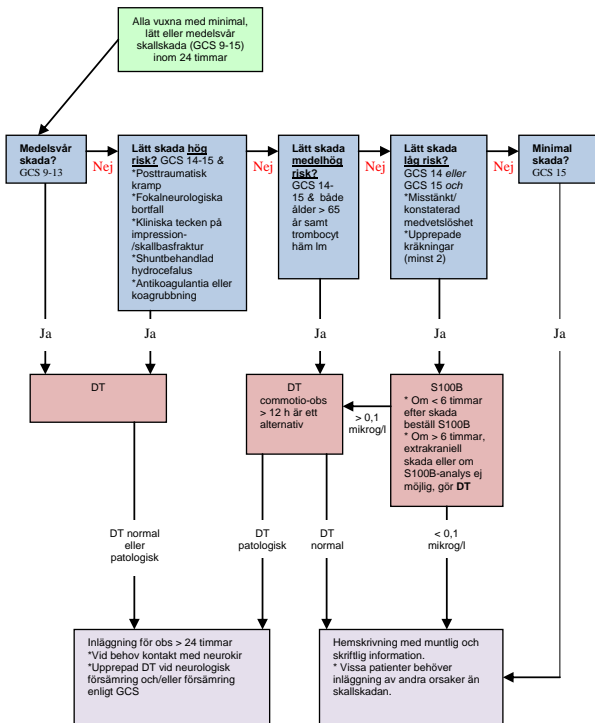 Alla vuxna med minimal,
lätt eller medelsvår
skallskada (GCS 9-15)
inom 24 timmar
Medelsvår
skada?
GCS 9-13
Nej
Lätt skada hög
risk? GCS 14-15 &
*Posttraumatisk
kramp
*Fokalneurologiska
bortfall
*Kliniska tecken på
impression-
/skallbasfraktur
*Shuntbehandlad
hydrocefalus
*Antikoagulantia eller
koagrubbning
Nej
Lätt skada
medelhög
risk?
GCS 14-
15 & både
ålder > 65
år samt
trombocyt
häm lm
Nej
Lätt skada
låg risk?
GCS 14 eller
GCS 15 och
*Misstänkt/
konstaterad
medvetslöshet
*Upprepade
kräkningar
(minst 2)
Nej
Minimal
skada?
GCS 15
Ja
Ja
Ja
Ja
Ja
DT
DT
commotio-obs
> 12 h är ett
alternativ
> 0,1
mikrog/l
S100B
* Om < 6 timmar
efter skada
beställ S100B
* Om > 6 timmar,
extrakraniell
skada eller om
S100B-analys ej
möjlig, gör DT
DT normal
eller
patologisk
DT
patologisk
DT
normal
< 0,1
mikrog/l
Inläggning för obs > 24 timmar
*Vid behov kontakt med neurokir
*Upprepad DT vid neurologisk
försämring och/eller försämring
enligt GCS
Hemskrivning med muntlig och
skriftlig information.
* Vissa patienter behöver
inläggning av andra orsaker än
skallskadan.